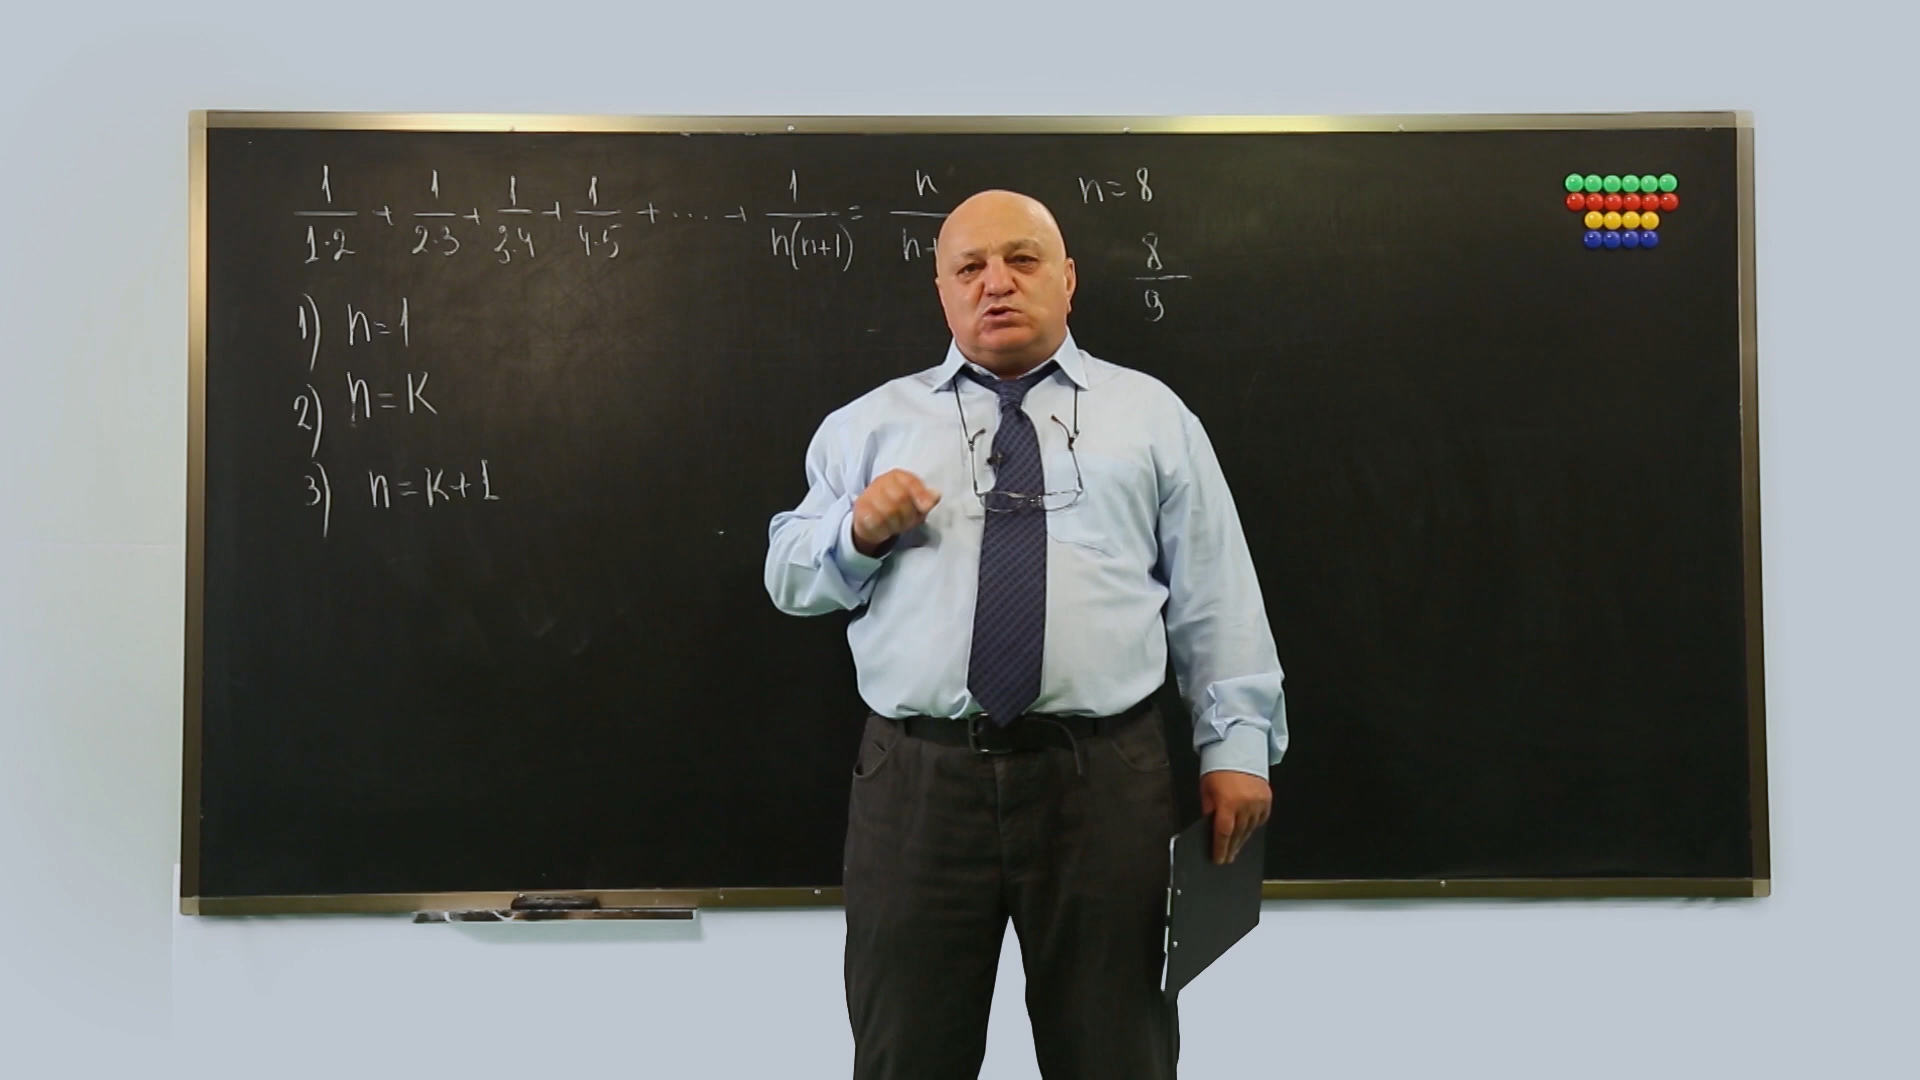 1/(1·2) + 1/(2·3) + 1/(3·4) + 1/(4·5) + .... + 1/(n(n+1)) = n/(n+
n=8
8/9
1) n=1
2) n=K
3) n=K+1